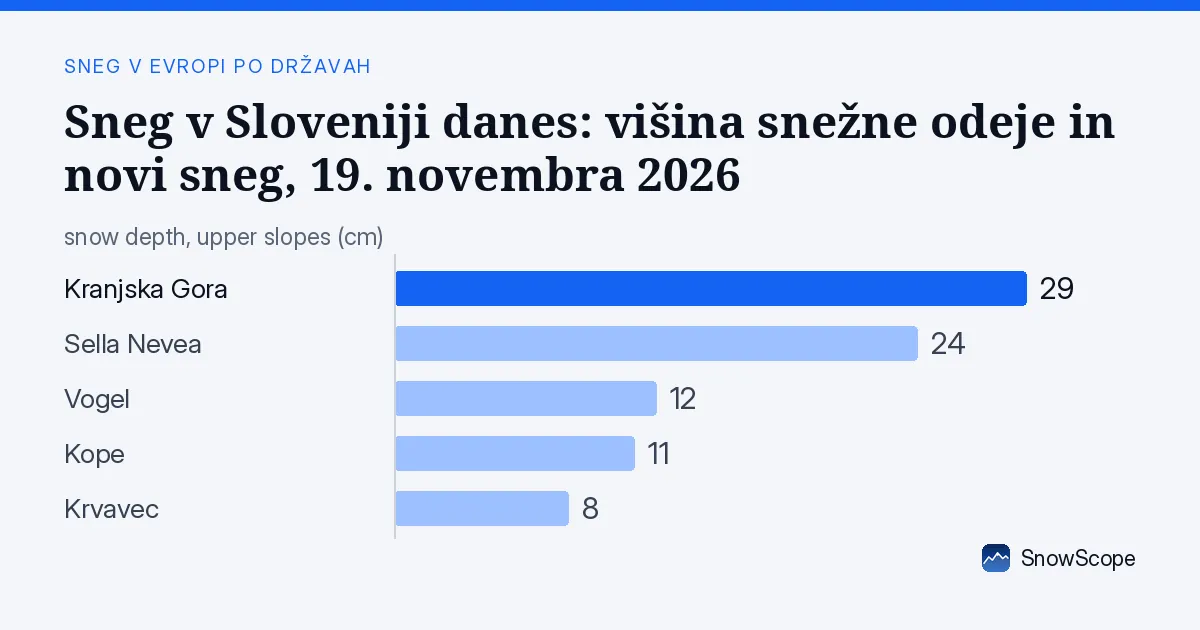 SNEG V EVROPI PO DRŽAVAH
Sneg v Sloveniji danes: višina snežne odeje in
novi sneg, 19. novembra 2026
snow depth, upper slopes (cm)
Kranjska Gora 29
Sella Nevea 24
Vogel 12
Kope 11
Krvavec 8
SnowScope